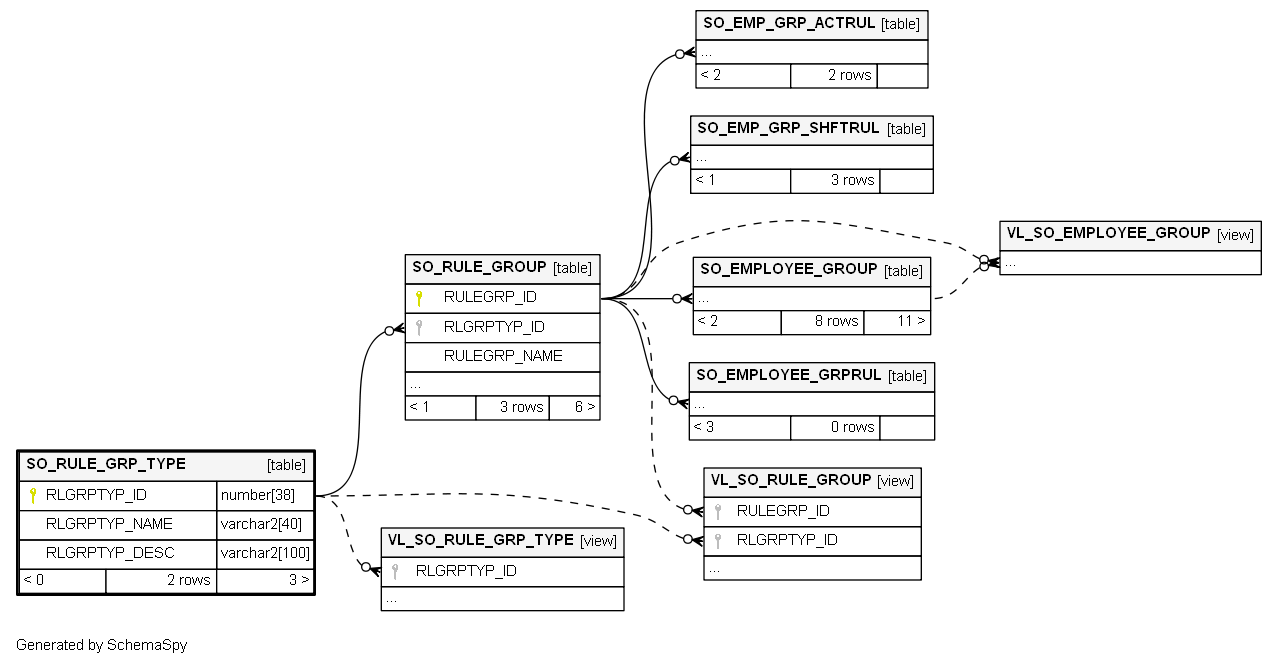 SO_EMP_GRP_ACTRUL [table]
...
< 2 2 rows
SO_EMP_GRP_SHFTRUL [table]
...
< 1 3 rows
VL_SO_EMPLOYEE_GROUP [view]
...
SO_RULE_GROUP [table]
RULEGRP_ID
RLGRPTYP_ID
RULEGRP_NAME
...
< 1 3 rows 6 >
SO_EMPLOYEE_GROUP [table]
...
< 2 8 rows 11 >
SO_EMPLOYEE_GRPRUL [table]
...
< 3 0 rows
SO_RULE_GRP_TYPE [table]
RLGRPTYP_ID number[38]
RLGRPTYP_NAME varchar2[40]
RLGRPTYP_DESC varchar2[100]
< 0 2 rows 3 >
VL_SO_RULE_GROUP [view]
RULEGRP_ID
RLGRPTYP_ID
...
VL_SO_RULE_GRP_TYPE [view]
RLGRPTYP_ID
...
Generated by SchemaSpy